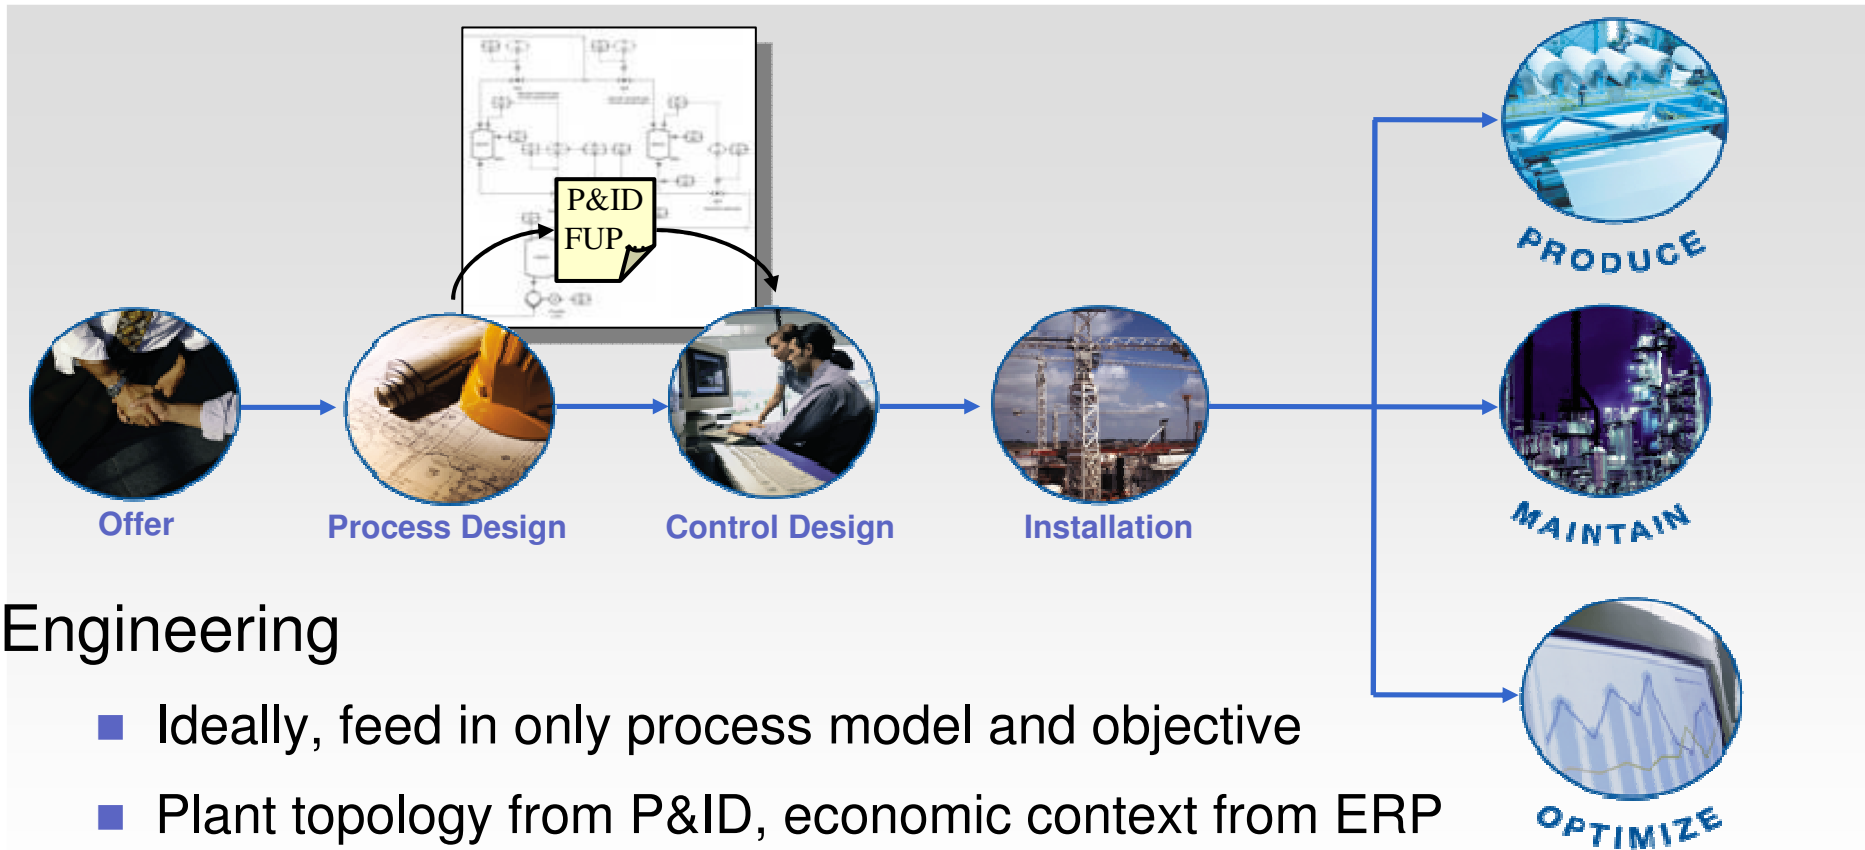 P&ID
FUP
Offer
Process Design
Control Design
Installation
PRODUCE
MAINTAIN
OPTIMIZE
Engineering
Ideally, feed in only process model and objective
Plant topology from P&ID, economic context from ERP